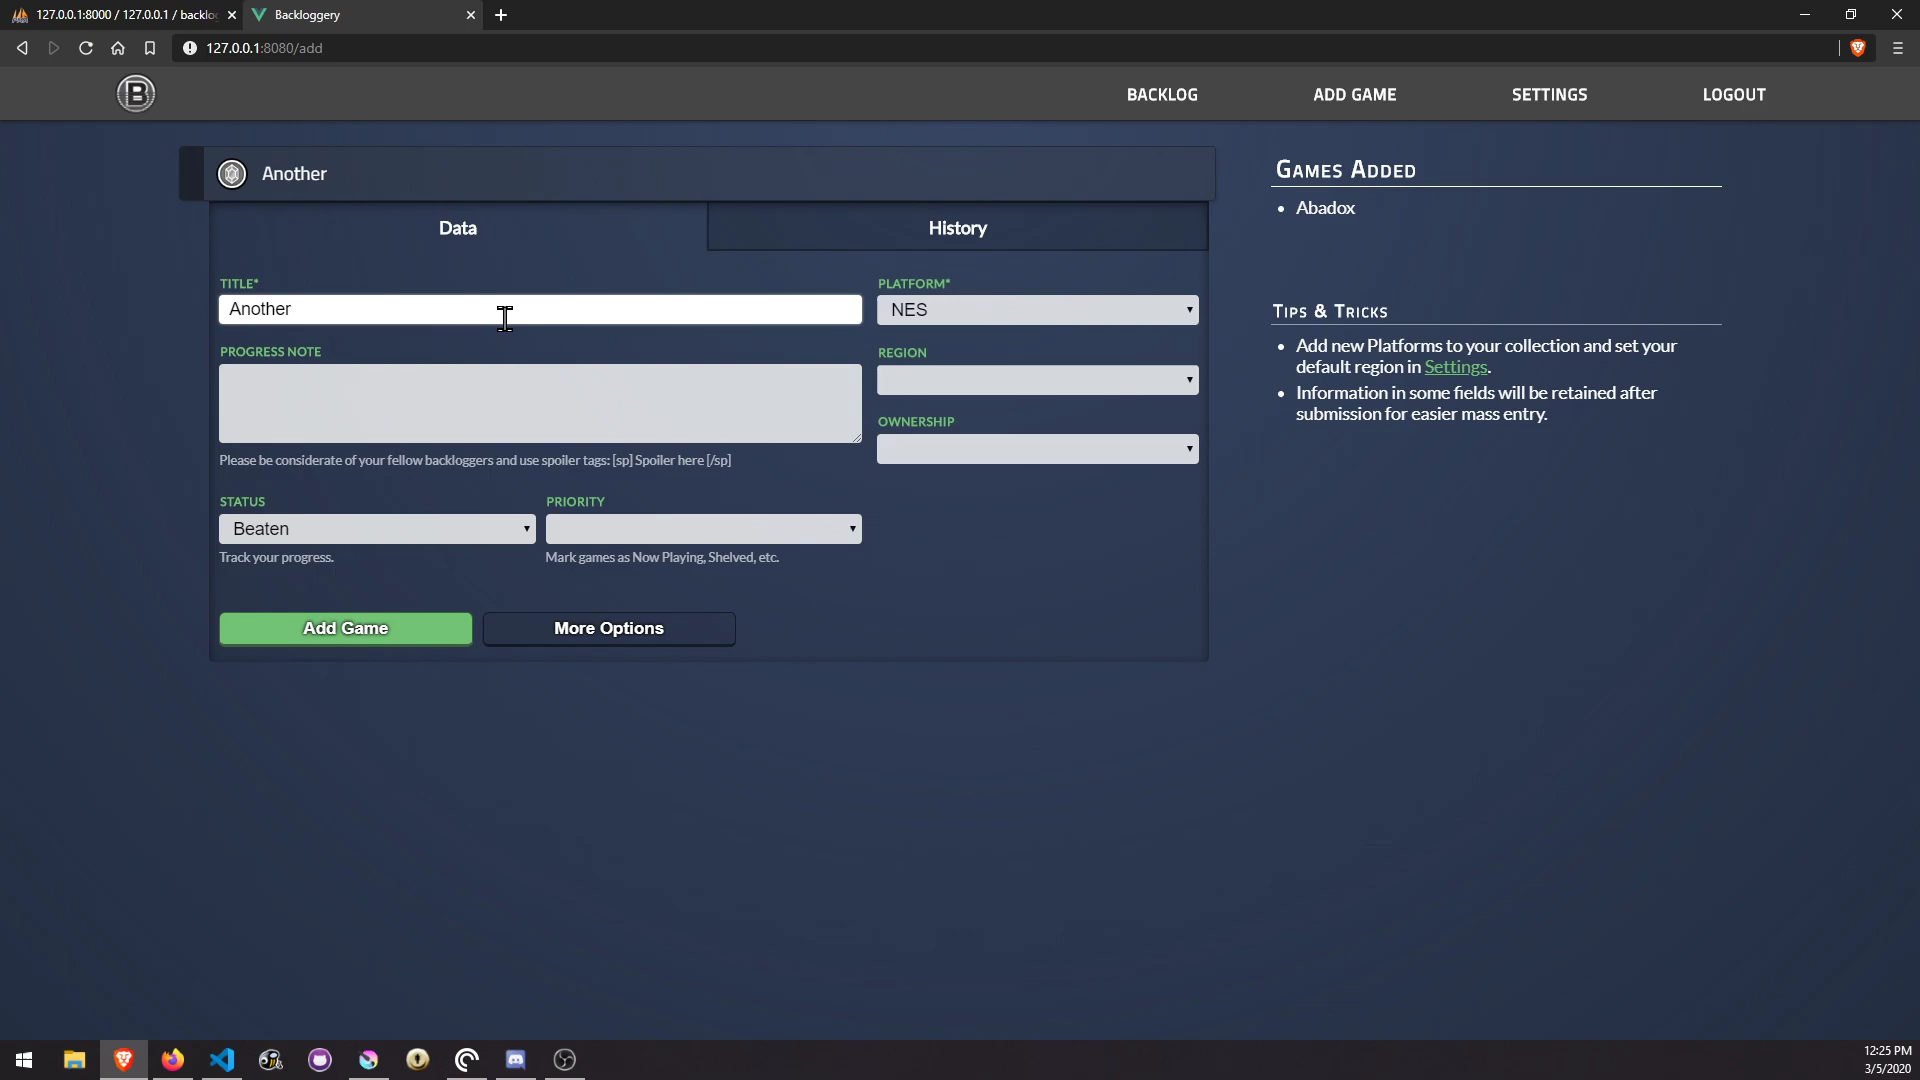 127.0.0.1:8000 / 127.0.0.1 / backlog
Backloggery
127.0.0.1:8080/add
B
BACKLOG
ADD GAME
SETTINGS
LOGOUT
Another
Data
History
TITLE*
Another
PLATFORM*
NES
PROGRESS NOTE
REGION
OWNERSHIP
Please be considerate of your fellow backloggers and use spoiler tags: [sp] Spoiler here [/sp]
STATUS
PRIORITY
Beaten
Track your progress.
Mark games as Now Playing, Shelved, etc.
Add Game
More Options
GAMES ADDED
• Abadox
TIPS & TRICKS
• Add new Platforms to your collection and set your
default region in Settings.
• Information in some fields will be retained after
submission for easier mass entry.
12:25 PM
3/5/2020